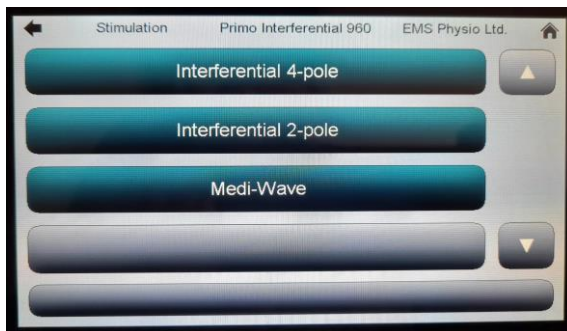 Stimulation Primo Interferential 960 EMS Physio Ltd.
Interferential 4-pole
Interferential 2-pole
Medi-Wave